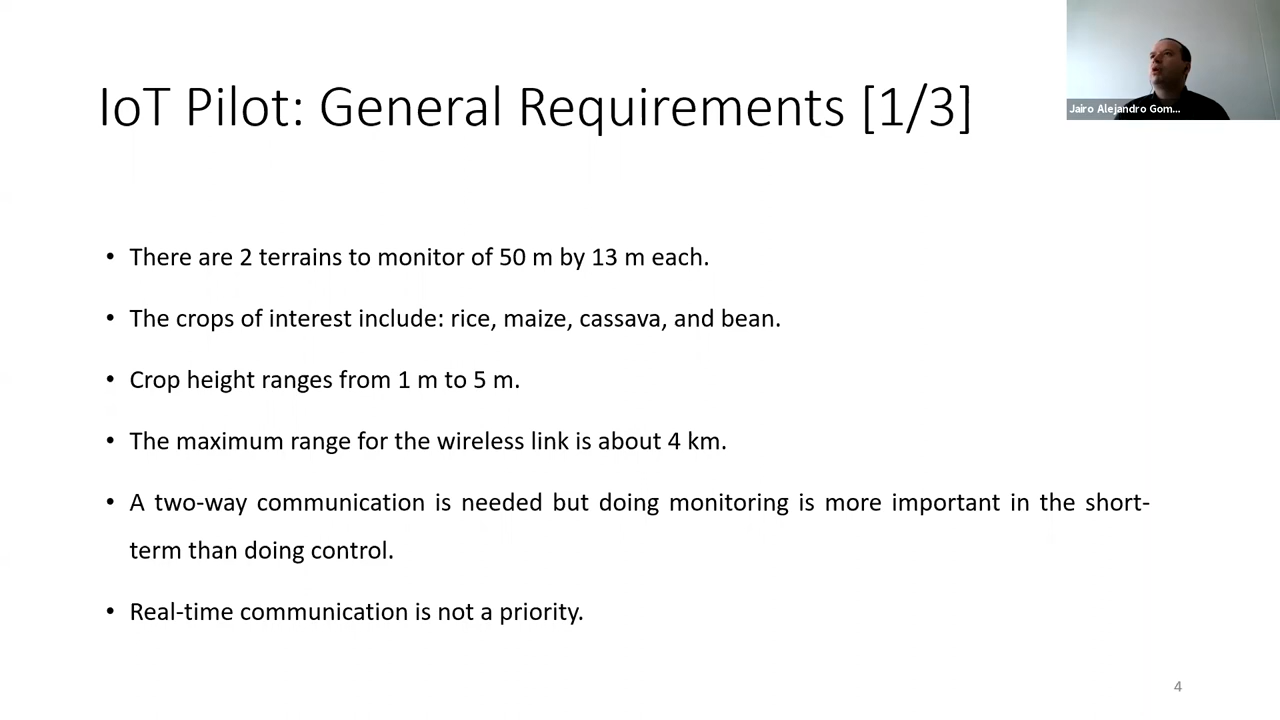 IoT Pilot: General Requirements [1/3]
Jairo Alejandro Gom...
• There are 2 terrains to monitor of 50 m by 13 m each.
• The crops of interest include: rice, maize, cassava, and bean.
• Crop height ranges from 1 m to 5 m.
• The maximum range for the wireless link is about 4 km.
• A two-way communication is needed but doing monitoring is more important in the short-
term than doing control.
• Real-time communication is not a priority.
4